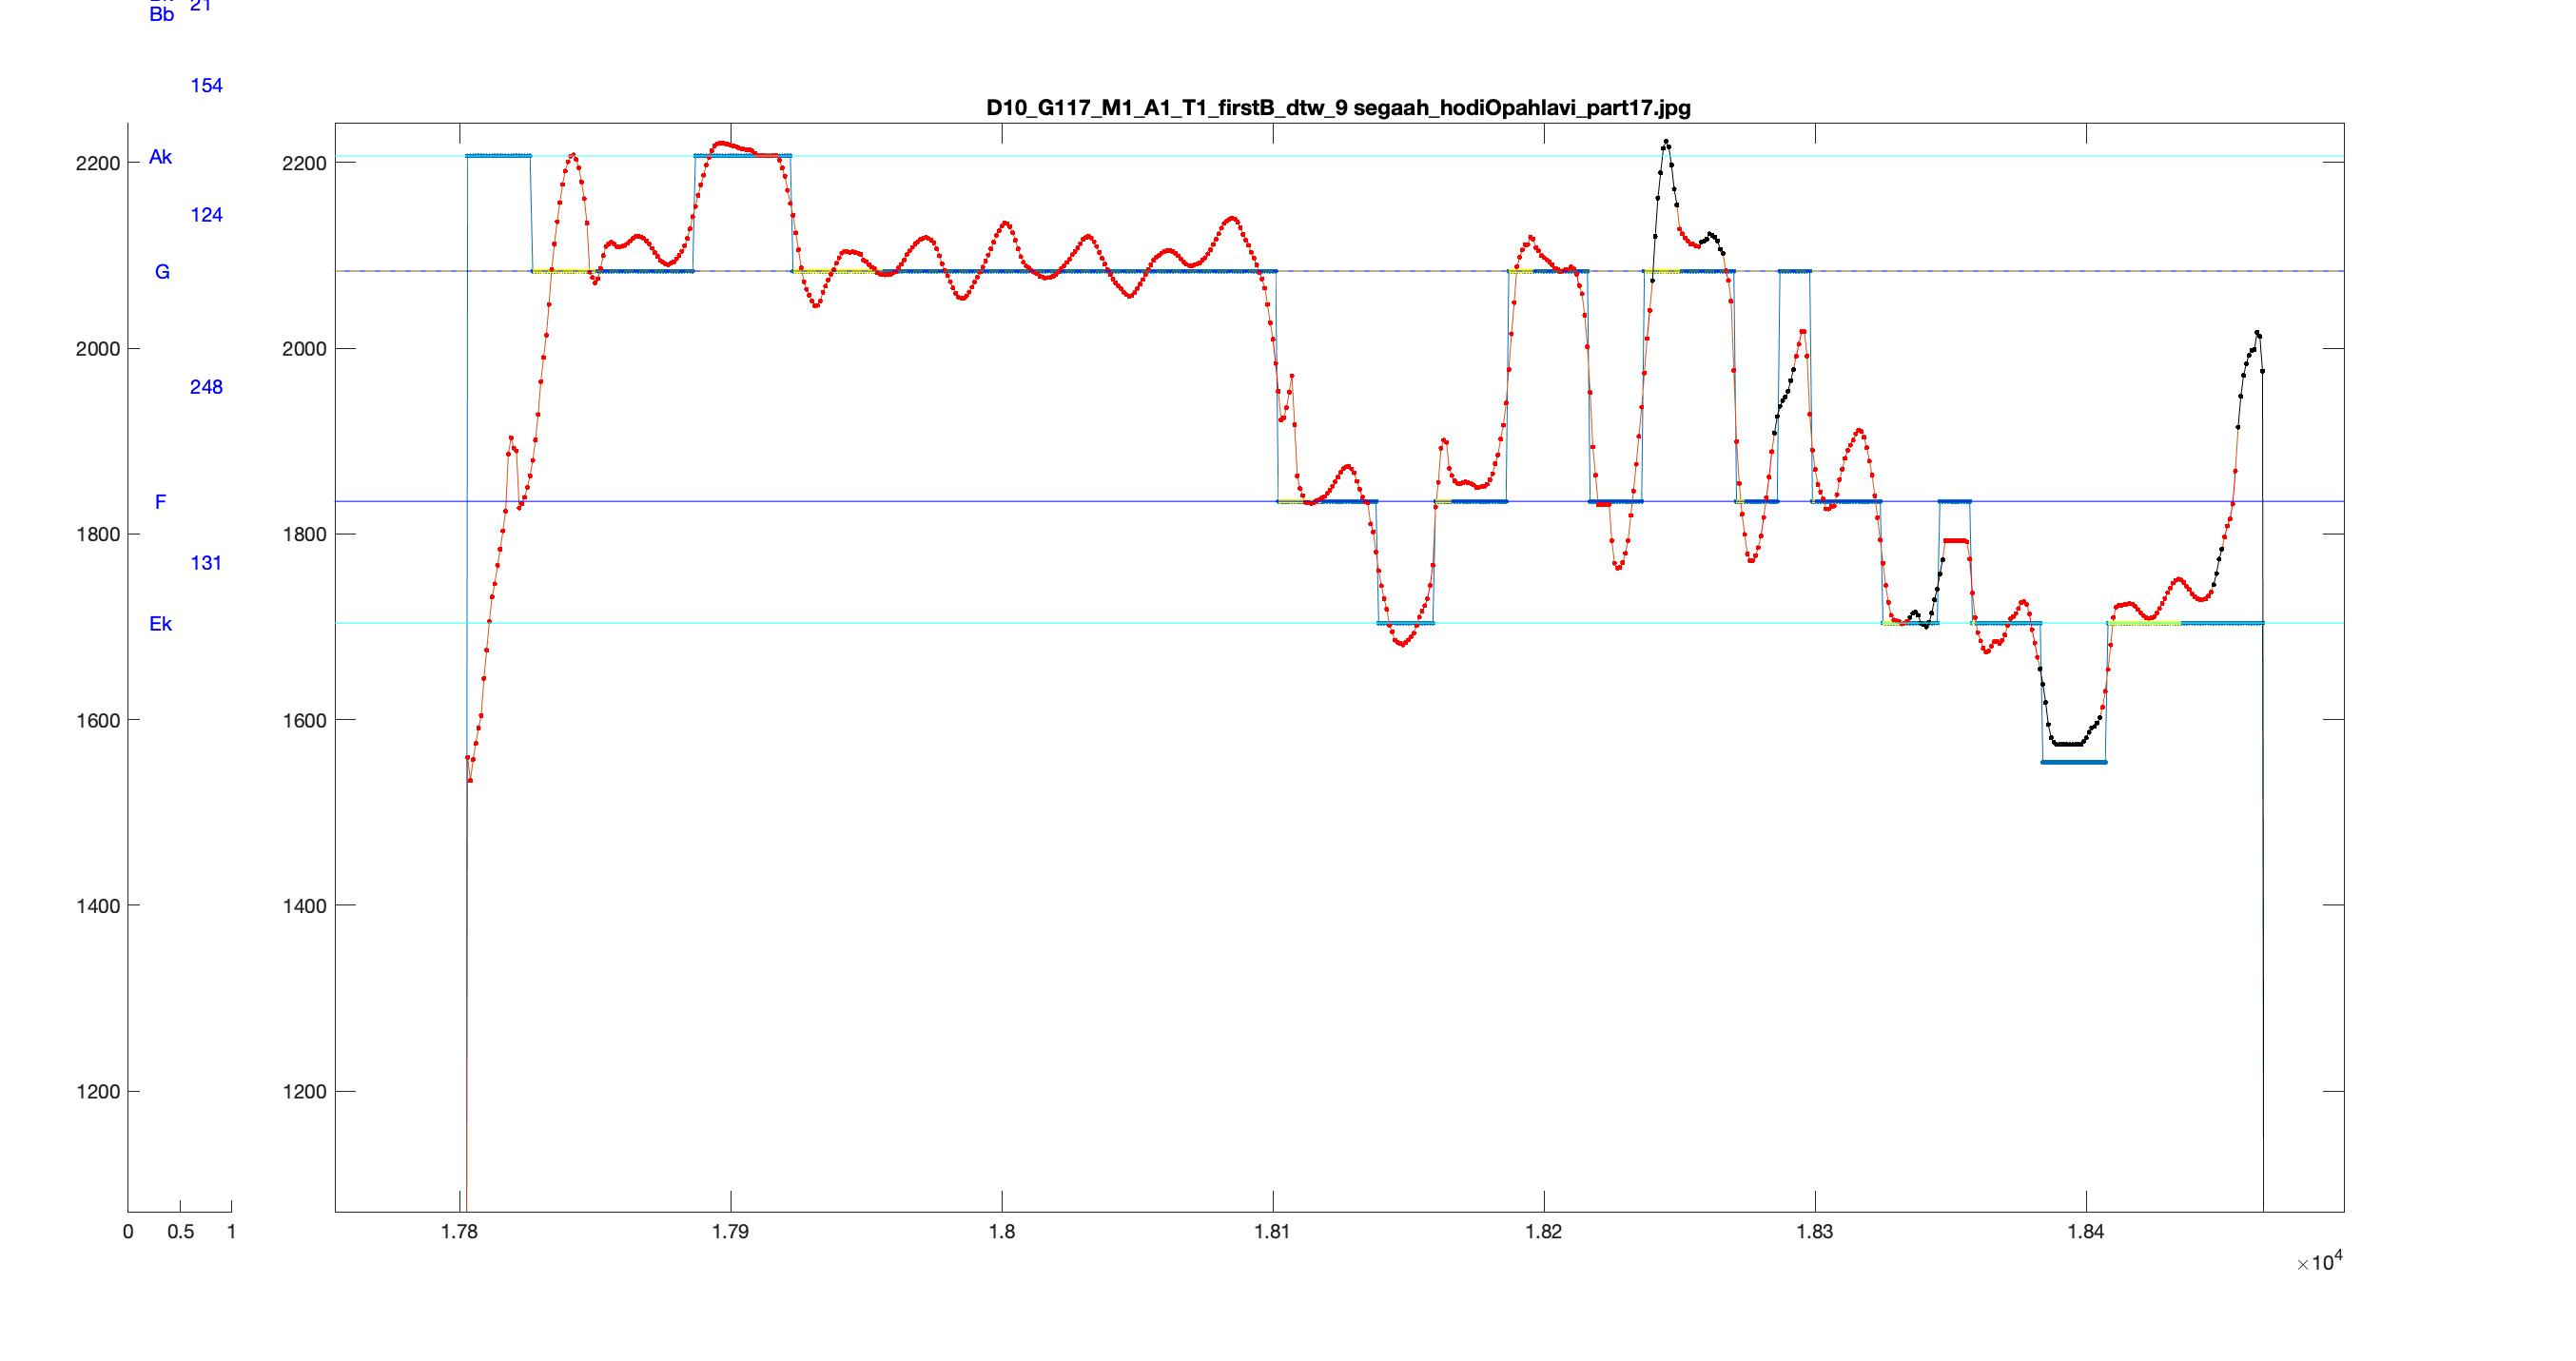 Bb 21
154
D10_G117_M1_A1_T1_firstB_dtw_9 segaah_hodiOpahlavi_part17.jpg
2200 Ak 2200
124
G
2000 2000
248
F
1800 1800
131
Ek
1600 1600
1400 1400
1200 1200
0 0.5 1 1.78 1.79 1.8 1.81 1.82 1.83 1.84
×10⁴